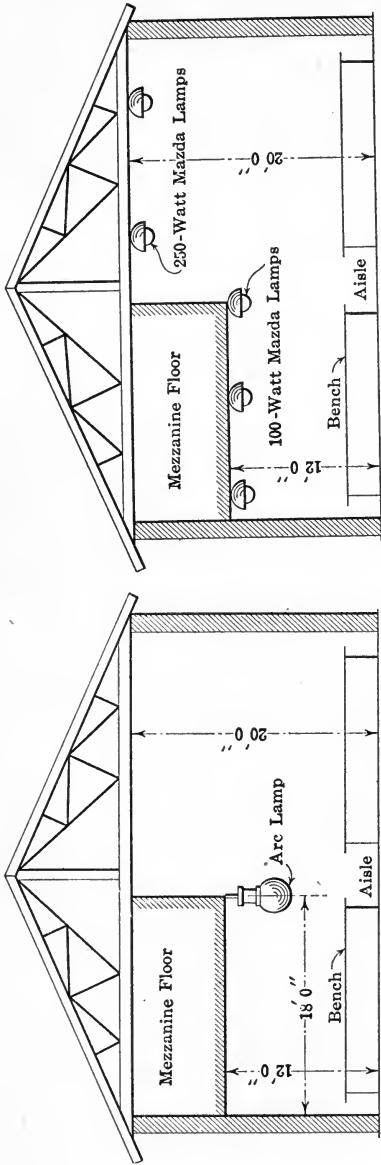 Mezzanine Floor
20' 0"
Arc Lamp
18' 0"
12' 0"
Bench
Aisle
Mezzanine Floor
250-Watt Mazda Lamps
20' 0"
100-Watt Mazda Lamps
12' 0"
Bench
Aisle